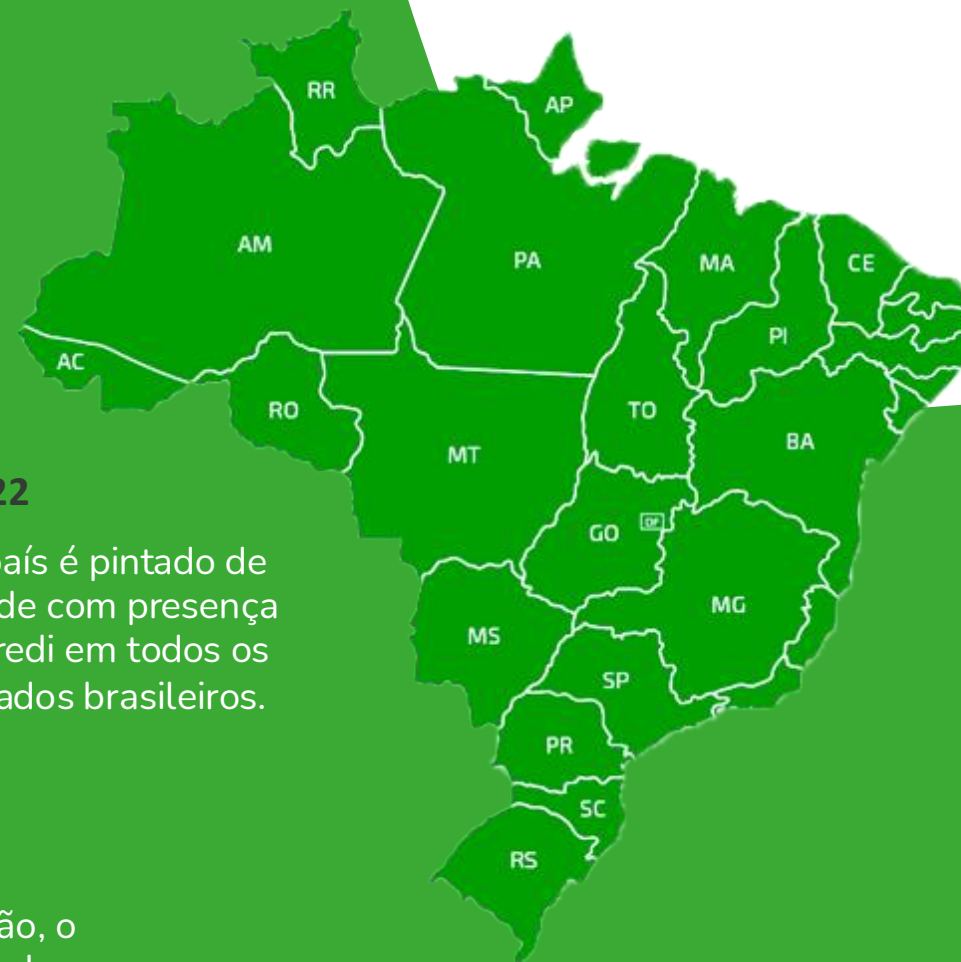 RR
AP
AM
PA
MA
CE
PI
AC
RO
TO
MT
BA
22
GO
DF
país é pintado de
de com presença
redi em todos os
ados brasileiros.
MG
MS
SP
PR
SC
RS
ão, o